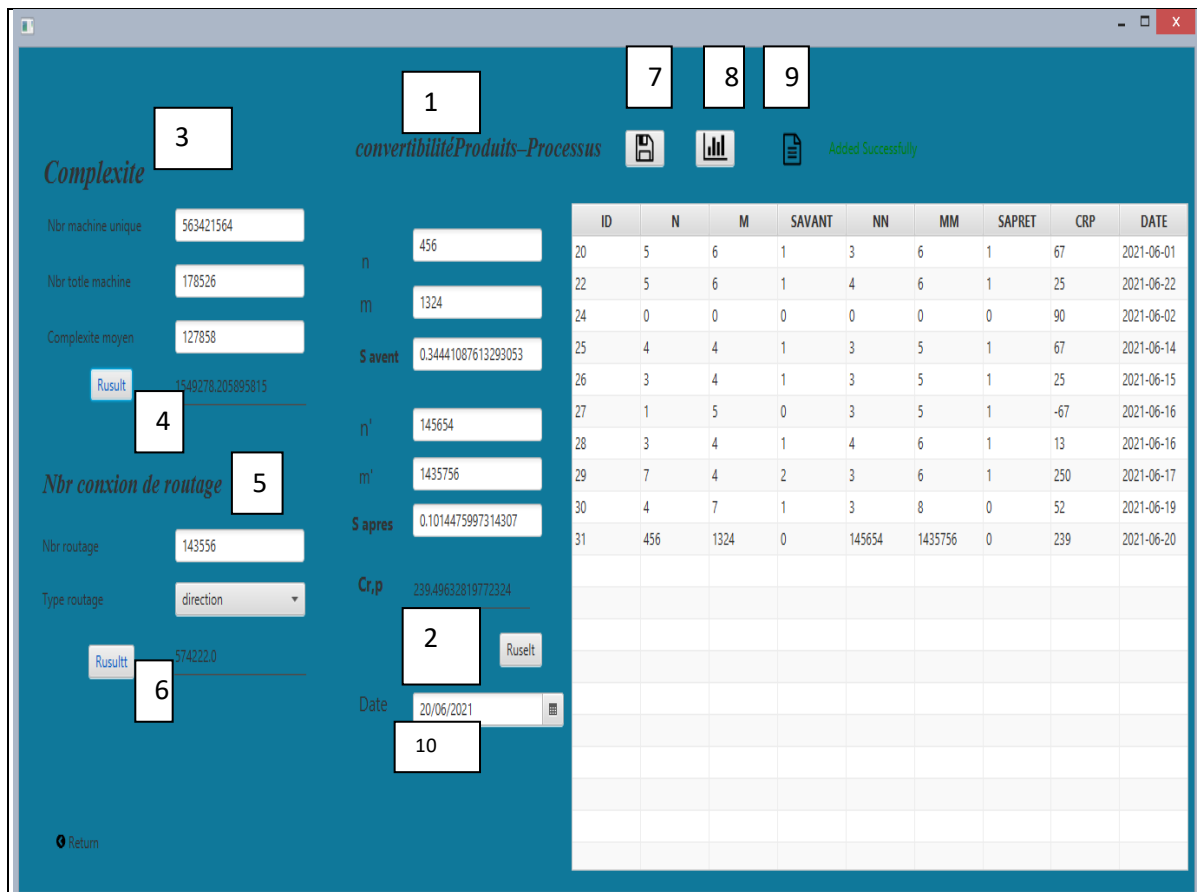 X
7
8
9
1
3
convertibilitéProduits–Processus
Added Successfully
Complexite
Nbr machine unique
563421564
Nbr totle machine
178526
Complexite moyen
127858
Rusult
1549278.205895815
4
Nbr conxion de routage
5
Nbr routage
143556
Type routage
direction
Rusultt
574222.0
6
Return
n
456
m
1324
S avent
0.34441087613293053
n'
145654
m'
1435756
S apres
0.1014475997314307
Cr,p
239.49632819772324
2
Ruselt
Date
20/06/2021
10
ID N M SAVANT NN MM SAPRET CRP DATE
20 5 6 1 3 6 1 67 2021-06-01
22 5 6 1 4 6 1 25 2021-06-22
24 0 0 0 0 0 0 90 2021-06-02
25 4 4 1 3 5 1 67 2021-06-14
26 3 4 1 3 5 1 25 2021-06-15
27 1 5 0 3 5 1 -67 2021-06-16
28 3 4 1 4 6 1 13 2021-06-16
29 7 4 2 3 6 1 250 2021-06-17
30 4 7 1 3 8 0 52 2021-06-19
31 456 1324 0 145654 1435756 0 239 2021-06-20